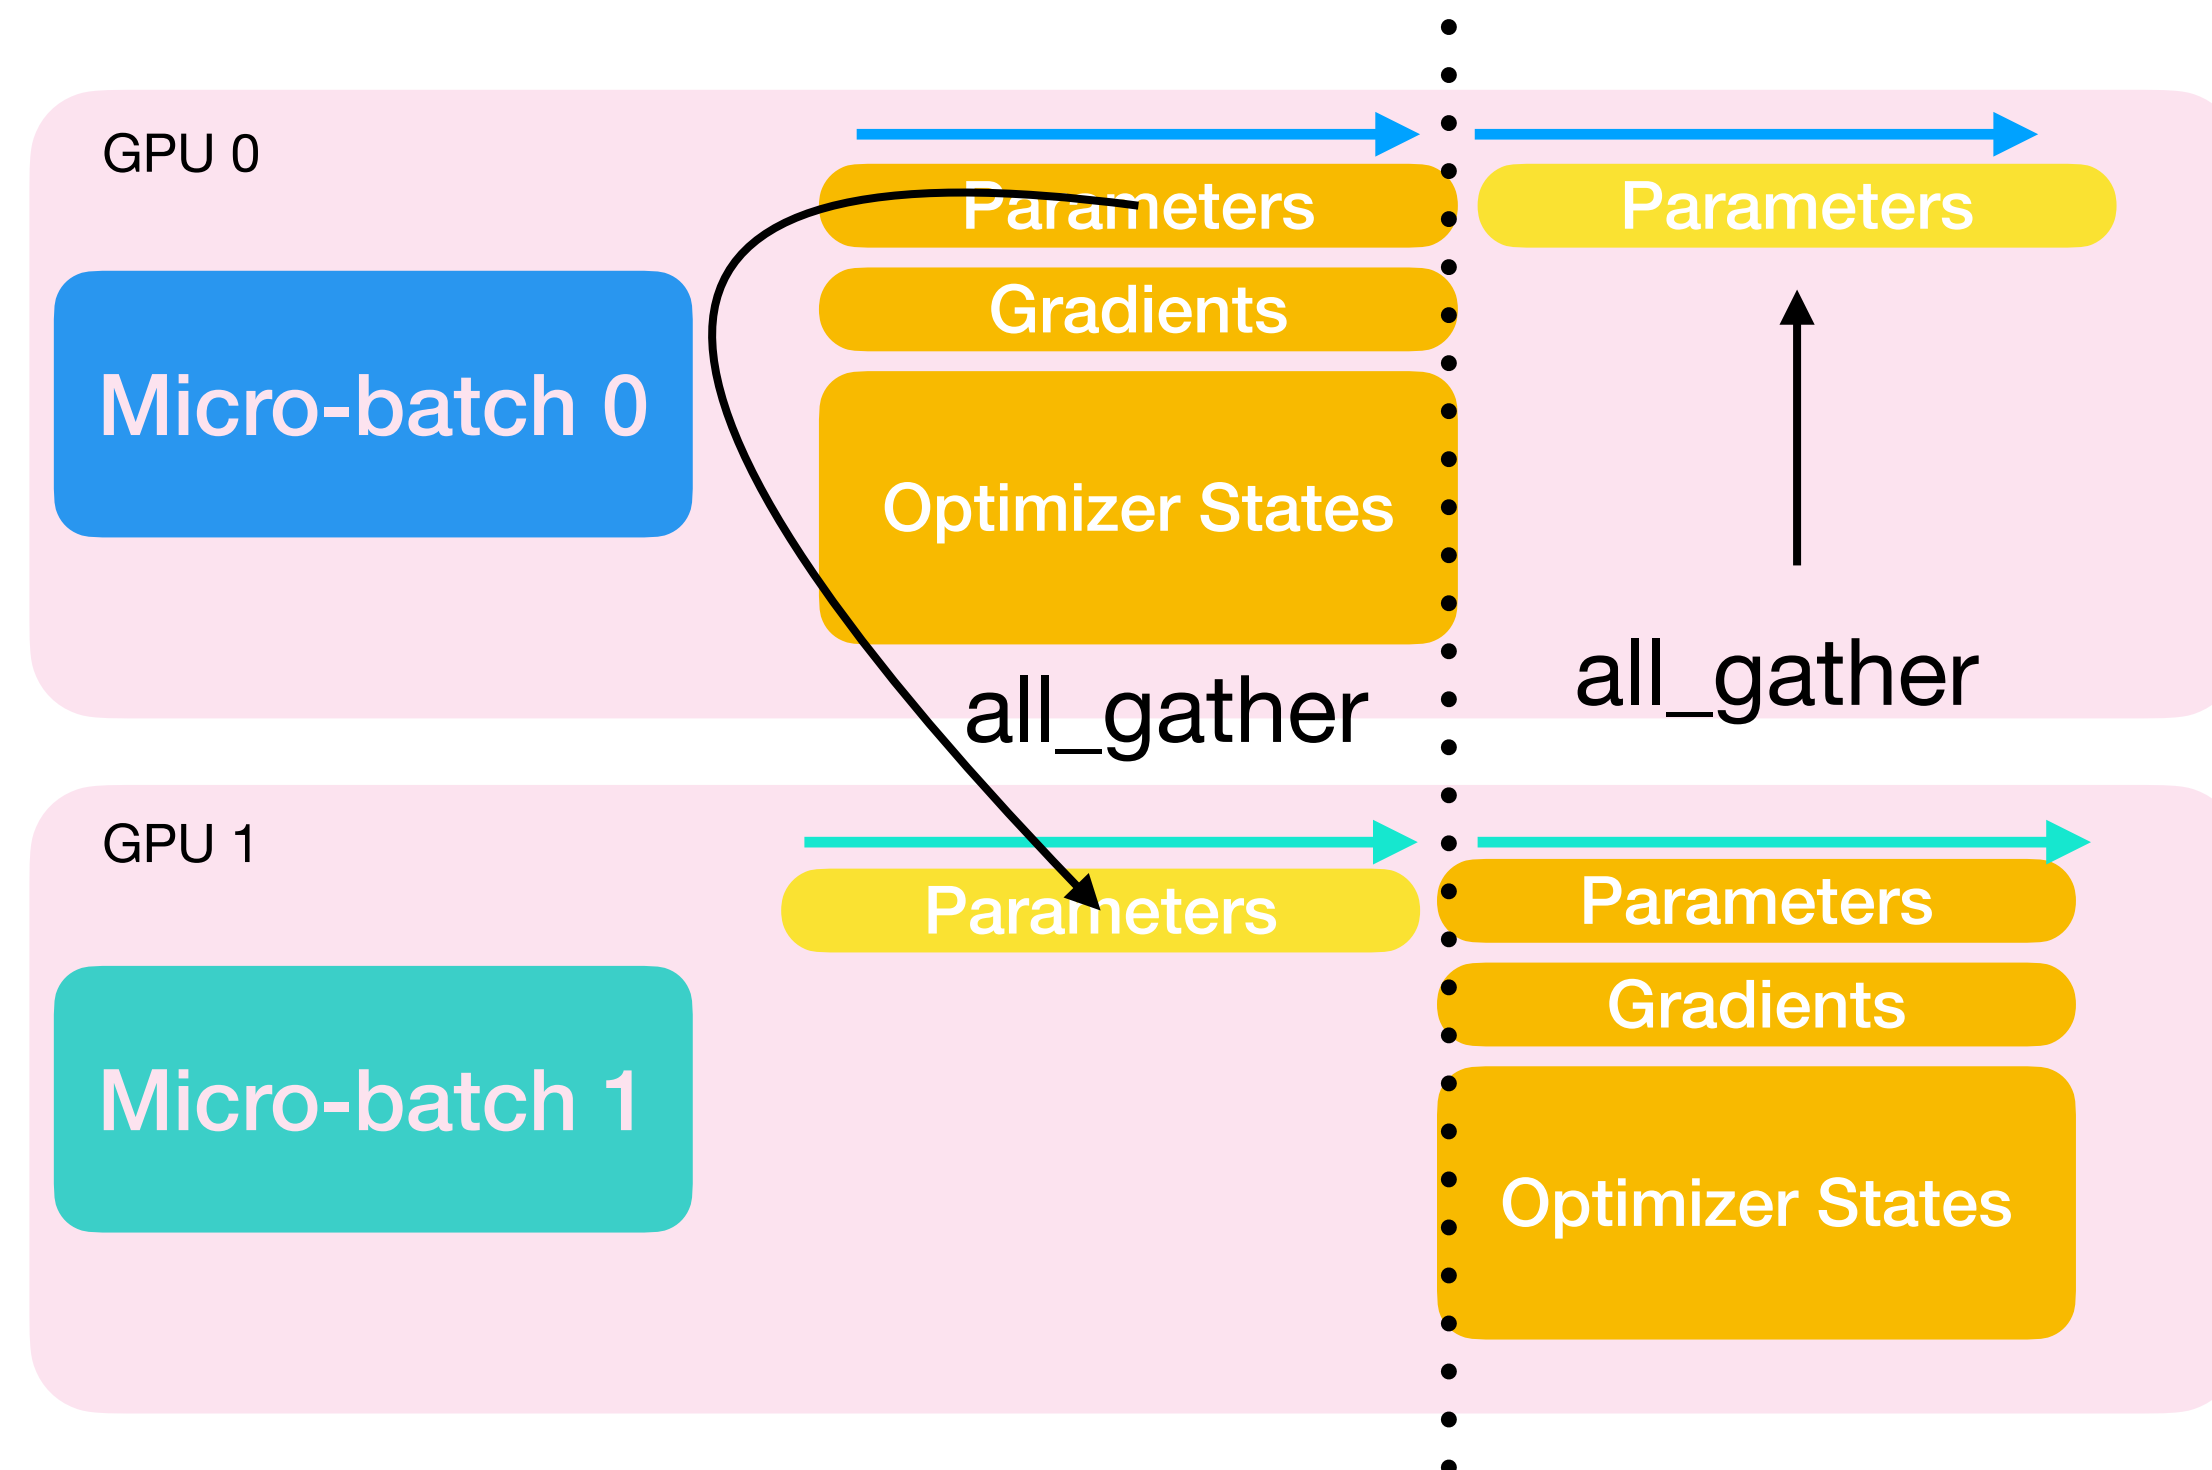 GPU 0
Parameters
Parameters
Gradients
Micro-batch 0
Optimizer States
all_gather
all_gather
GPU 1
Parameters
Parameters
Gradients
Micro-batch 1
Optimizer States